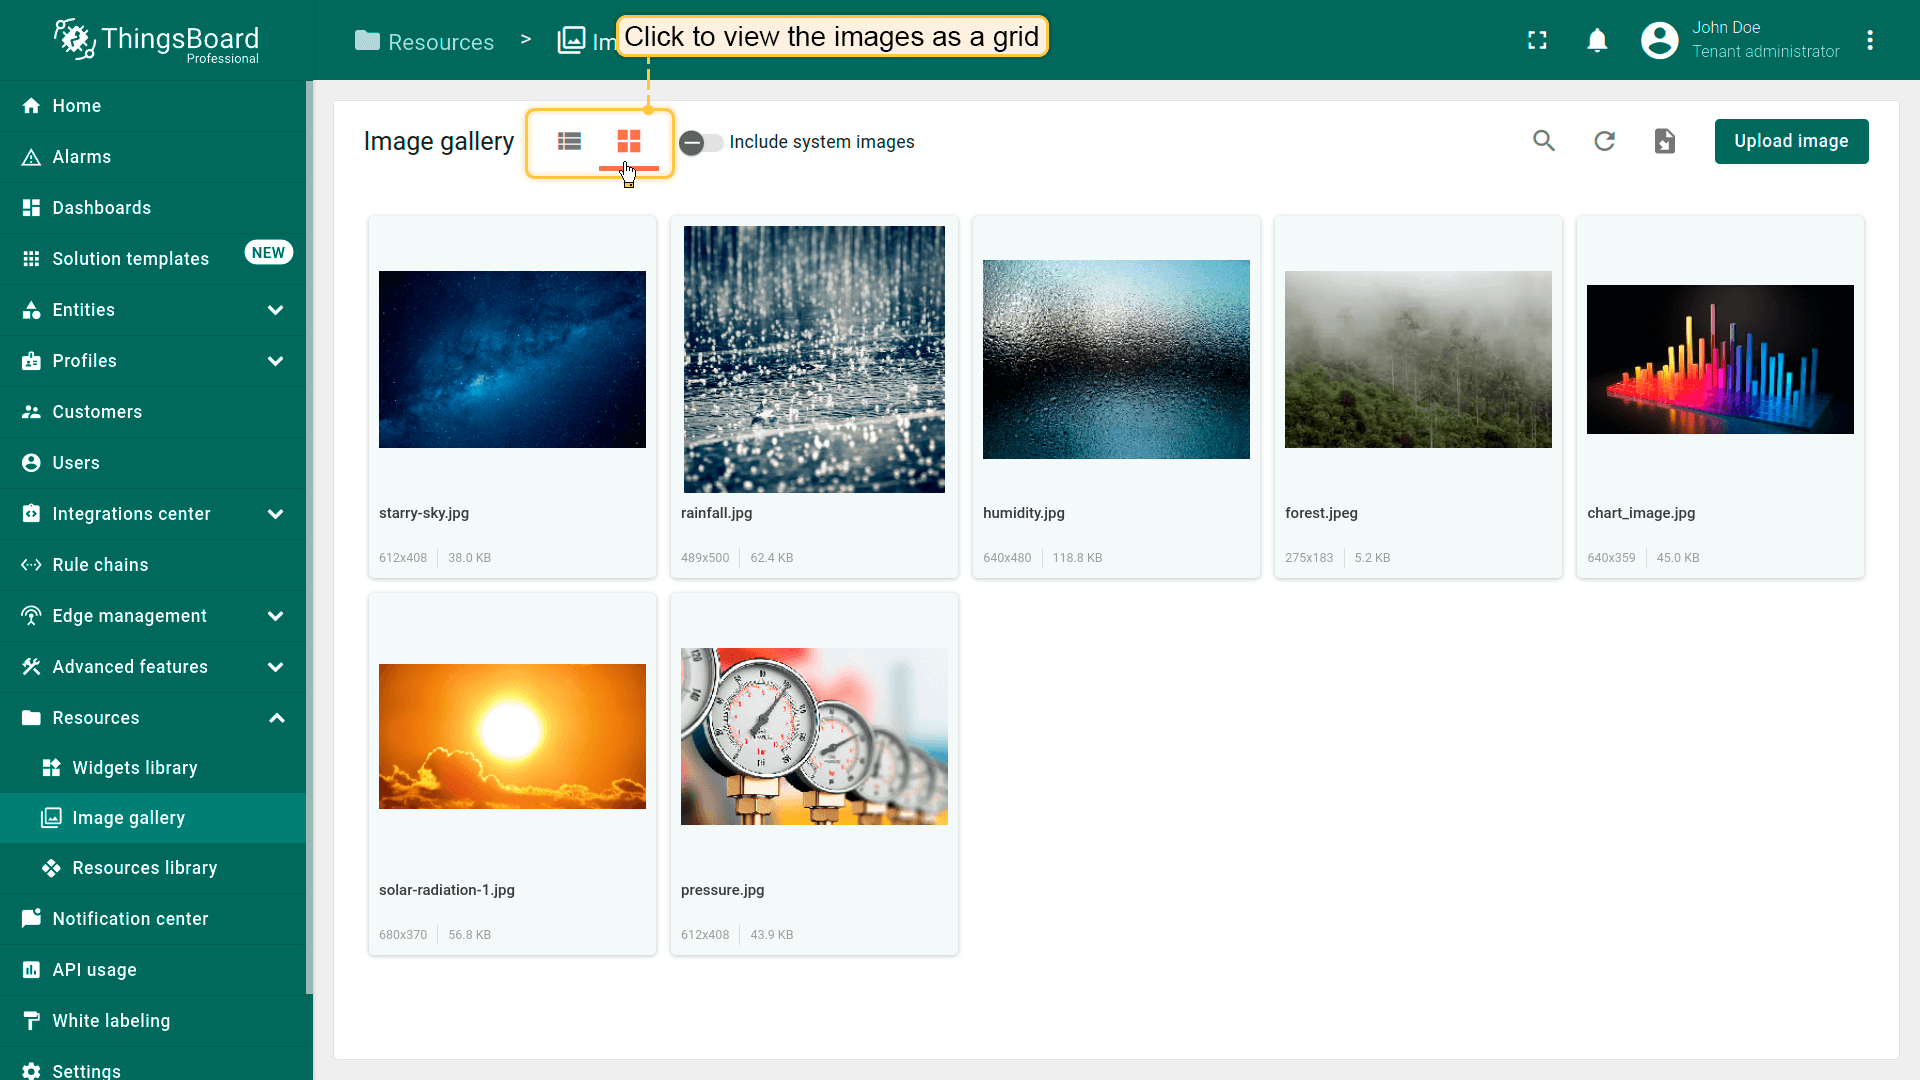 ThingsBoard
Professional
Resources > Im
Click to view the images as a grid
John Doe
Tenant administrator
Home
Alarms
Dashboards
Solution templates NEW
Entities
Profiles
Customers
Users
Integrations center
Rule chains
Edge management
Advanced features
Resources
Widgets library
Image gallery
Resources library
Notification center
API usage
White labeling
Settings
Image gallery
Include system images
Upload image
starry-sky.jpg
612x408 38.0 KB
rainfall.jpg
489x500 62.4 KB
humidity.jpg
640x480 118.8 KB
forest.jpeg
275x183 5.2 KB
chart_image.jpg
640x359 45.0 KB
solar-radiation-1.jpg
680x370 56.8 KB
pressure.jpg
612x408 43.9 KB